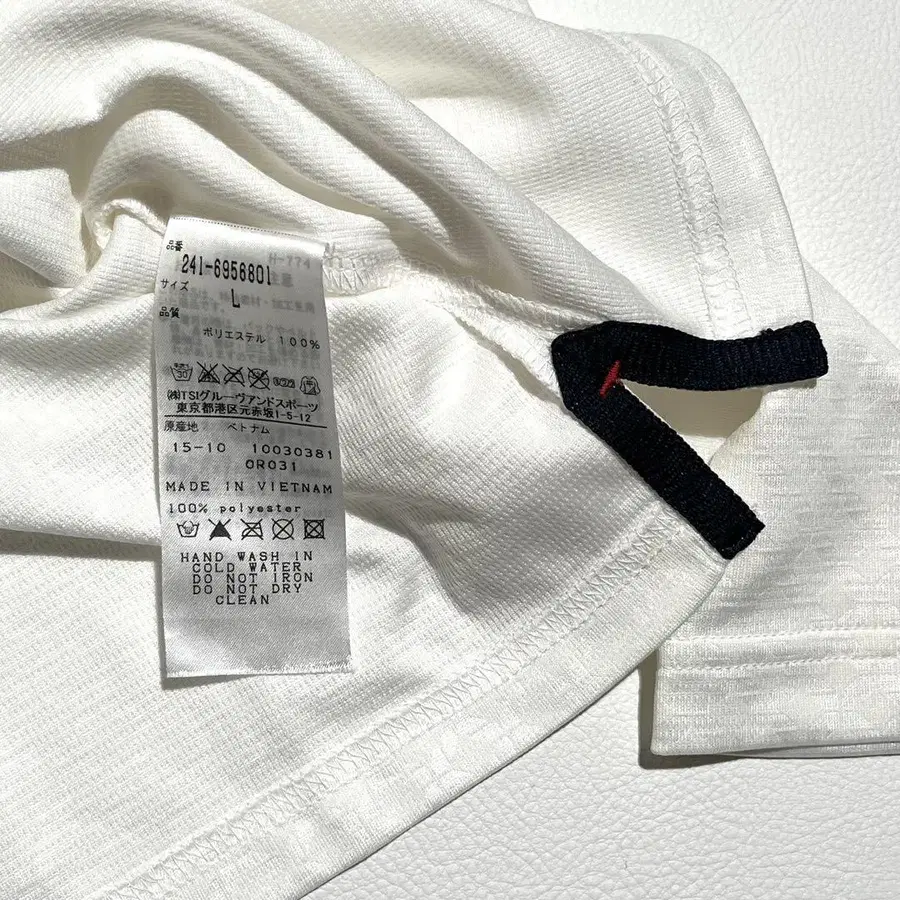 品番
241-6956801
サイズ
L
品質
ポリエステル 100%
30
㈱TSIグルーヴアンドスポーツ
東京都港区元赤坂1-5-12
原産地 ベトナム
15-10 10030381
0R031
MADE IN VIETNAM
100% polyester
HAND WASH IN
COLD WATER
DO NOT IRON
DO NOT DRY
CLEAN